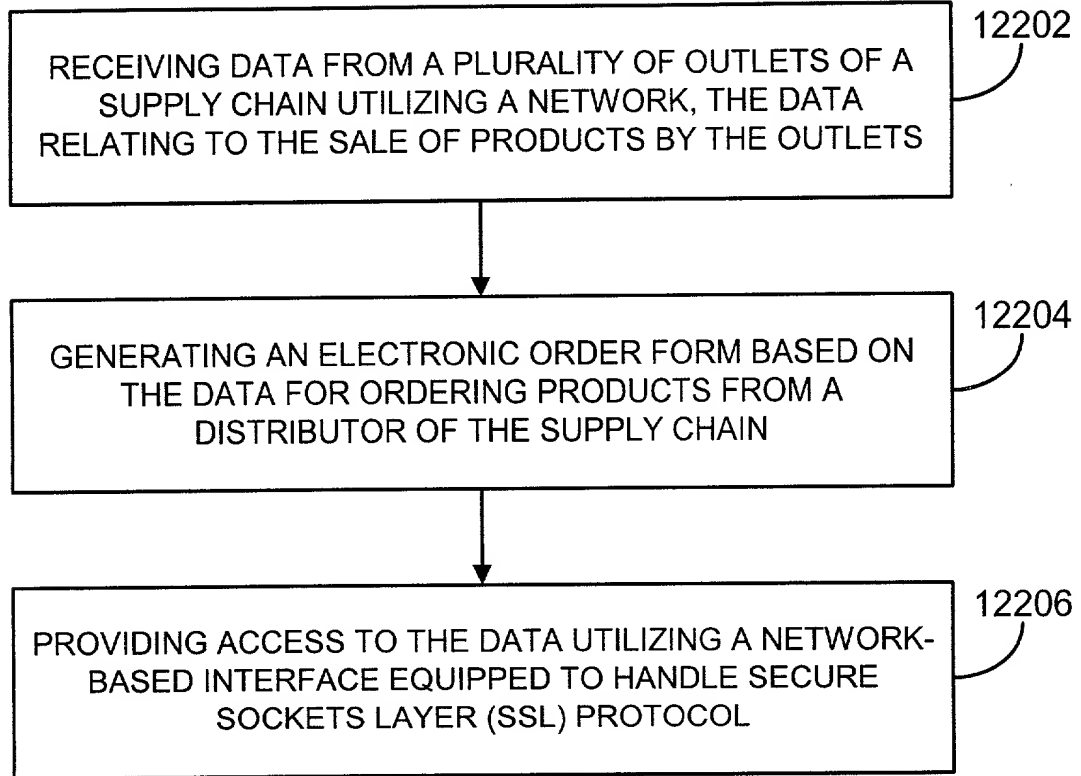 12202
RECEIVING DATA FROM A PLURALITY OF OUTLETS OF A
SUPPLY CHAIN UTILIZING A NETWORK, THE DATA
RELATING TO THE SALE OF PRODUCTS BY THE OUTLETS
12204
GENERATING AN ELECTRONIC ORDER FORM BASED ON
THE DATA FOR ORDERING PRODUCTS FROM A
DISTRIBUTOR OF THE SUPPLY CHAIN
12206
PROVIDING ACCESS TO THE DATA UTILIZING A NETWORK-
BASED INTERFACE EQUIPPED TO HANDLE SECURE
SOCKETS LAYER (SSL) PROTOCOL